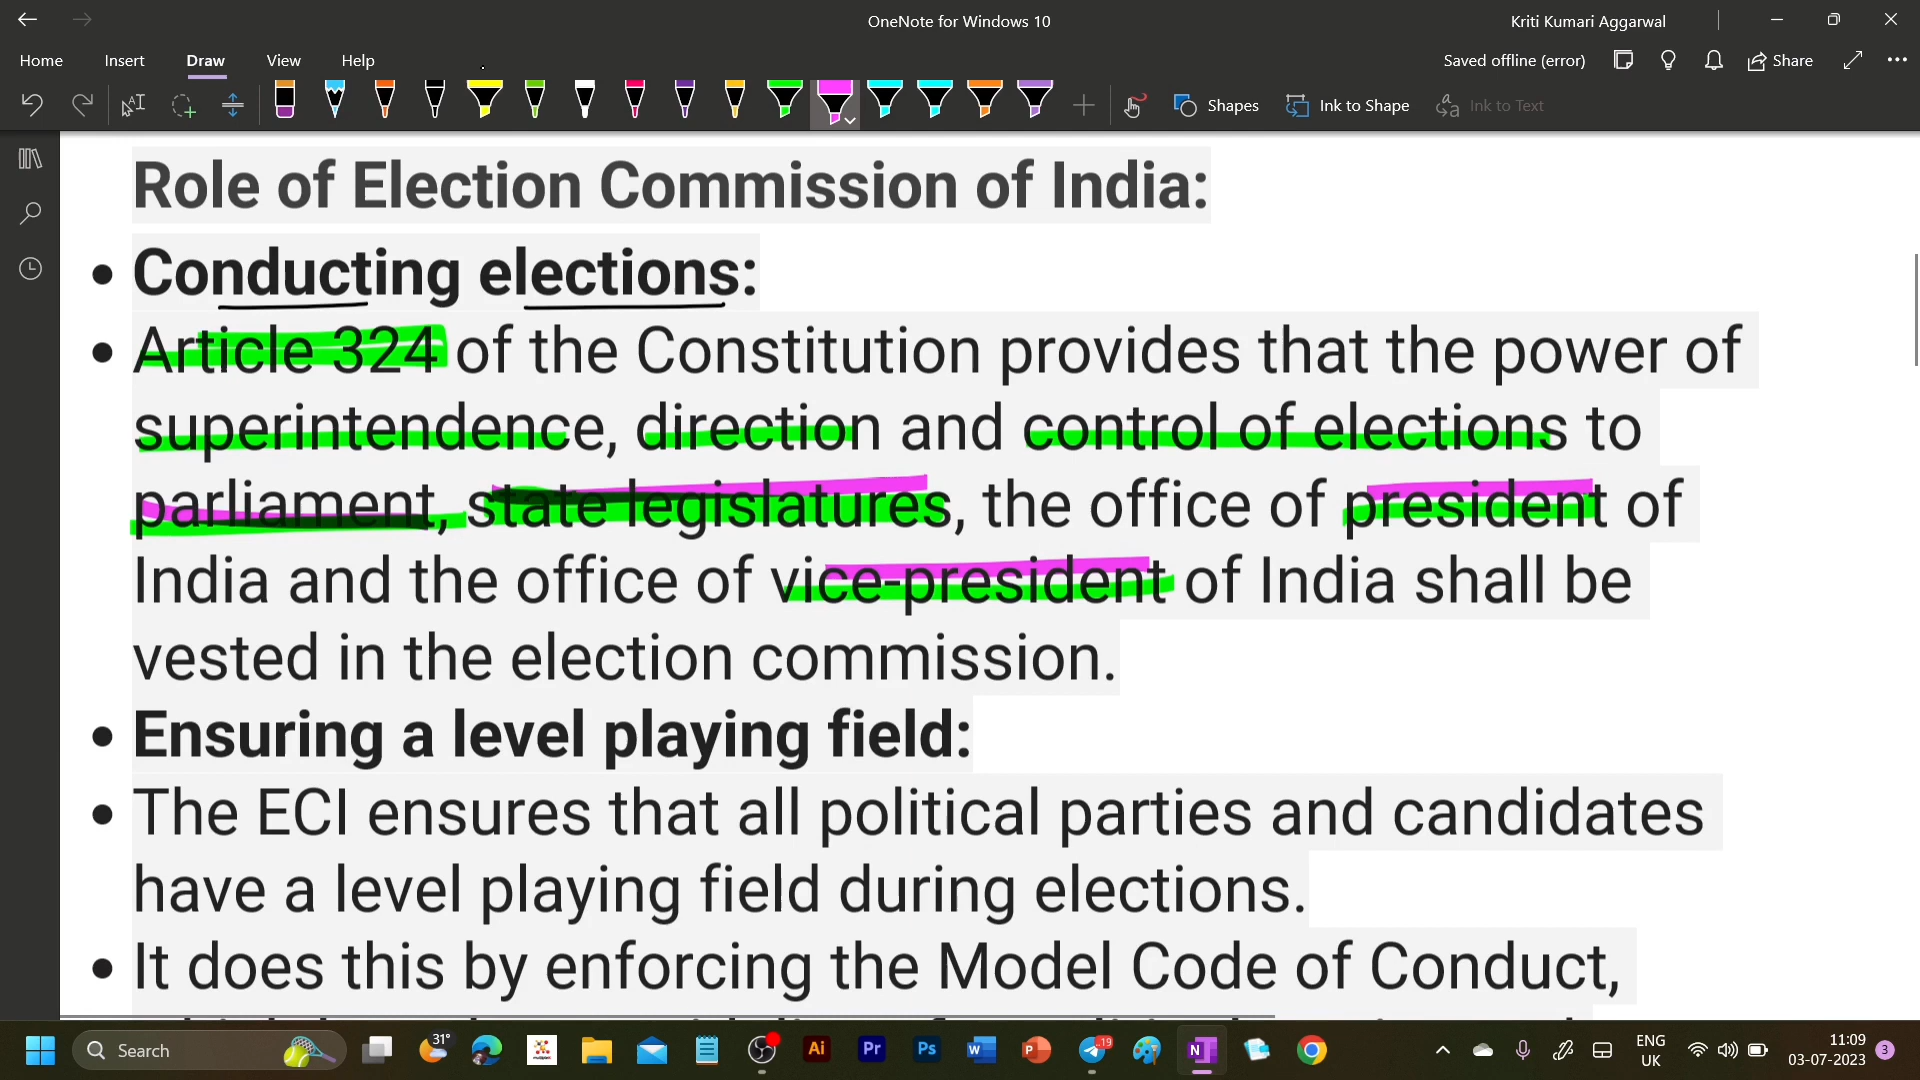 OneNote for Windows 10
Kriti Kumari Aggarwal
Home Insert Draw View Help
Saved offline (error)
Share
Shapes
Ink to Shape
Ink to Text
Role of Election Commission of India:
• Conducting elections:
• Article 324 of the Constitution provides that the power of
superintendence, direction and control of elections to
parliament, state legislatures, the office of president of
India and the office of vice-president of India shall be
vested in the election commission.
• Ensuring a level playing field:
• The ECI ensures that all political parties and candidates
have a level playing field during elections.
• It does this by enforcing the Model Code of Conduct,
Search
31°
Ai
Pr
Ps
W
P
19
N
ENG
UK
11:09
03-07-2023
3